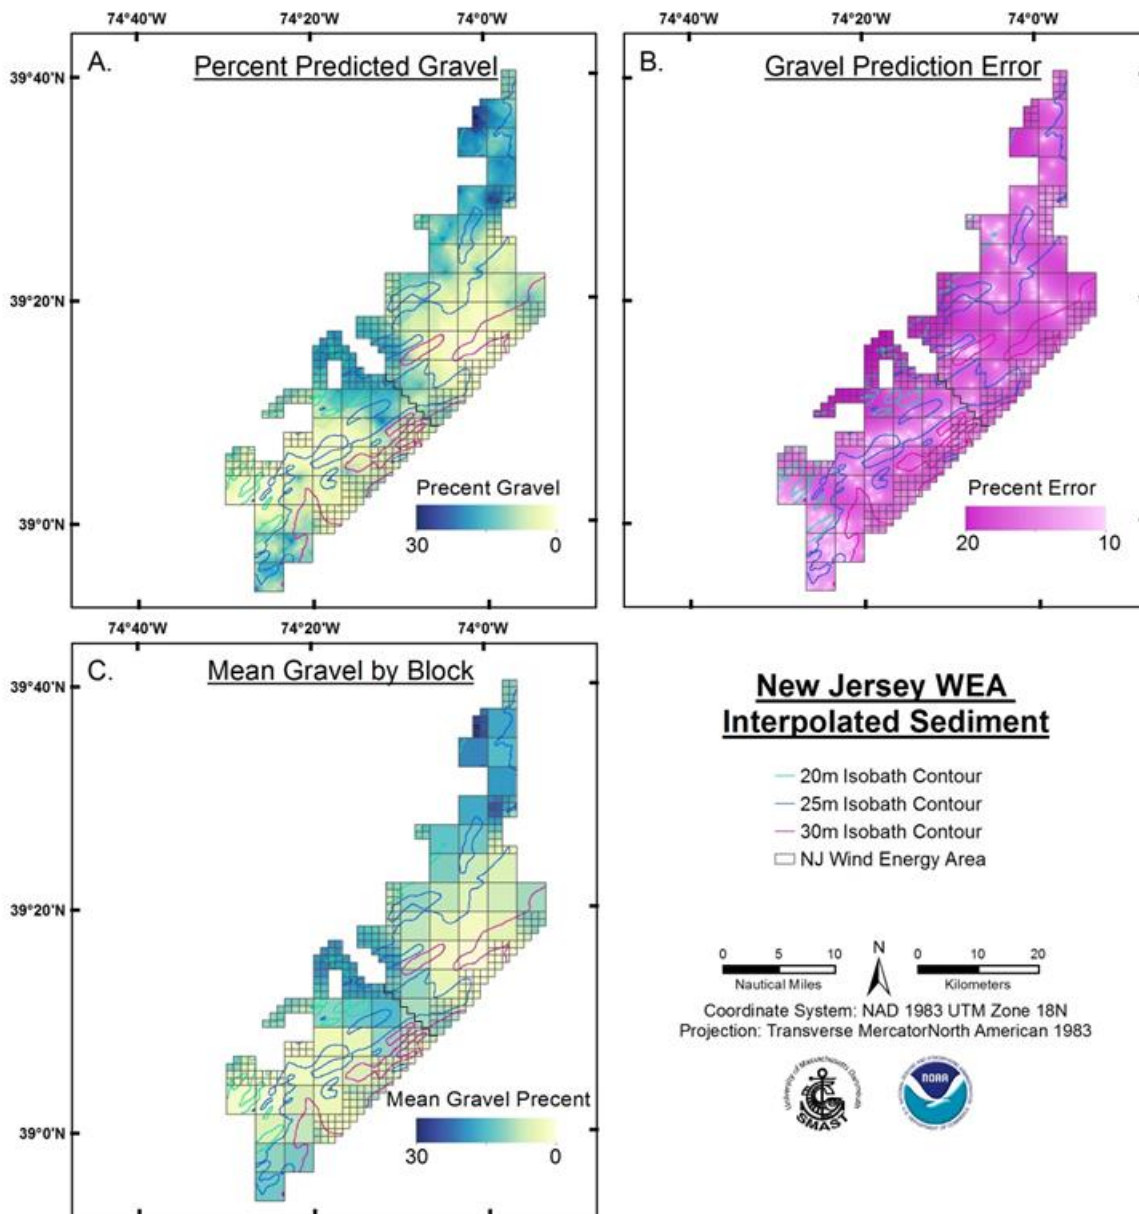 74°40'W 74°20'W 74°0'W 74°20'W 74°0'W
A. Percent Predicted Gravel
B. Gravel Prediction Error
39°40'N
39°20'N
39°0'N
Precent Gravel
30 0
Precent Error
20 10
74°40'W 74°20'W 74°0'W
C. Mean Gravel by Block
39°40'N
39°20'N
39°0'N
Mean Gravel Precent
30 0
New Jersey WEA
Interpolated Sediment
20m Isobath Contour
25m Isobath Contour
30m Isobath Contour
NJ Wind Energy Area
0 5 10
Nautical Miles
N
0 10 20
Kilometers
Coordinate System: NAD 1983 UTM Zone 18N
Projection: Transverse MercatorNorth American 1983
University of Massachusetts Dartmouth
SMAST
NOAA